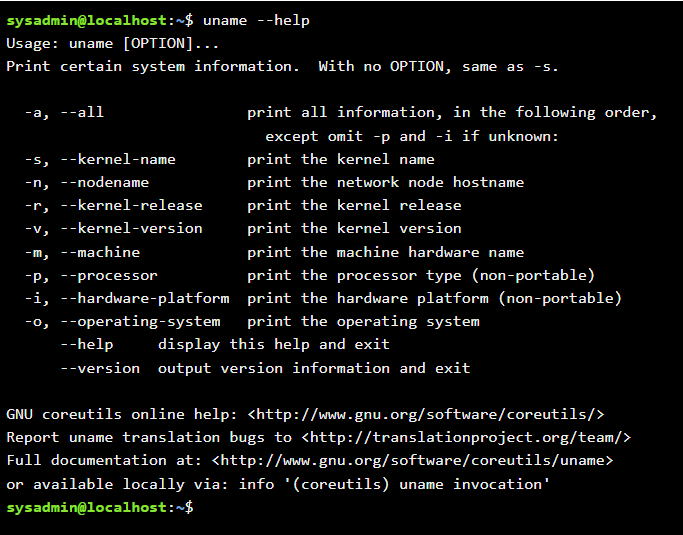 sysadmin@localhost:~$ uname --help
Usage: uname [OPTION]...
Print certain system information.  With no OPTION, same as -s.

  -a, --all                print all information, in the following order,
                             except omit -p and -i if unknown:
  -s, --kernel-name        print the kernel name
  -n, --nodename           print the network node hostname
  -r, --kernel-release     print the kernel release
  -v, --kernel-version     print the kernel version
  -m, --machine            print the machine hardware name
  -p, --processor          print the processor type (non-portable)
  -i, --hardware-platform  print the hardware platform (non-portable)
  -o, --operating-system   print the operating system
      --help     display this help and exit
      --version  output version information and exit

GNU coreutils online help: <http://www.gnu.org/software/coreutils/>
Report uname translation bugs to <http://translationproject.org/team/>
Full documentation at: <http://www.gnu.org/software/coreutils/uname>
or available locally via: info '(coreutils) uname invocation'
sysadmin@localhost:~$